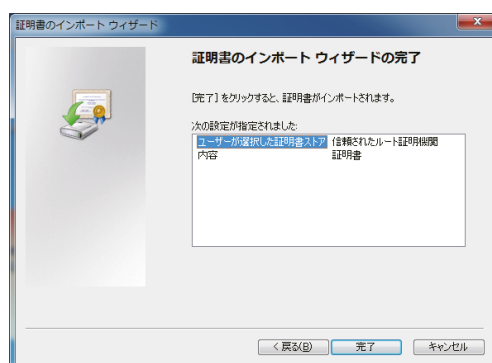 証明書のインポート ウィザード
証明書のインポート ウィザードの完了
[完了] をクリックすると、証明書がインポートされます。
次の設定が指定されました:
ユーザーが選択した証明書ストア 信頼されたルート証明機関
内容 証明書
< 戻る(B) 完了 キャンセル